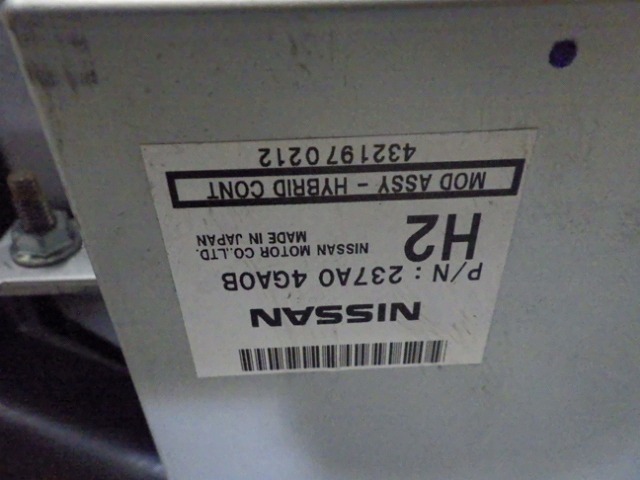 NISSAN
P/N : 237A0 4GA0B
H2 NISSAN MOTOR CO.,LTD.
MADE IN JAPAN
MOD ASSY - HYBRID CONT
4321970212